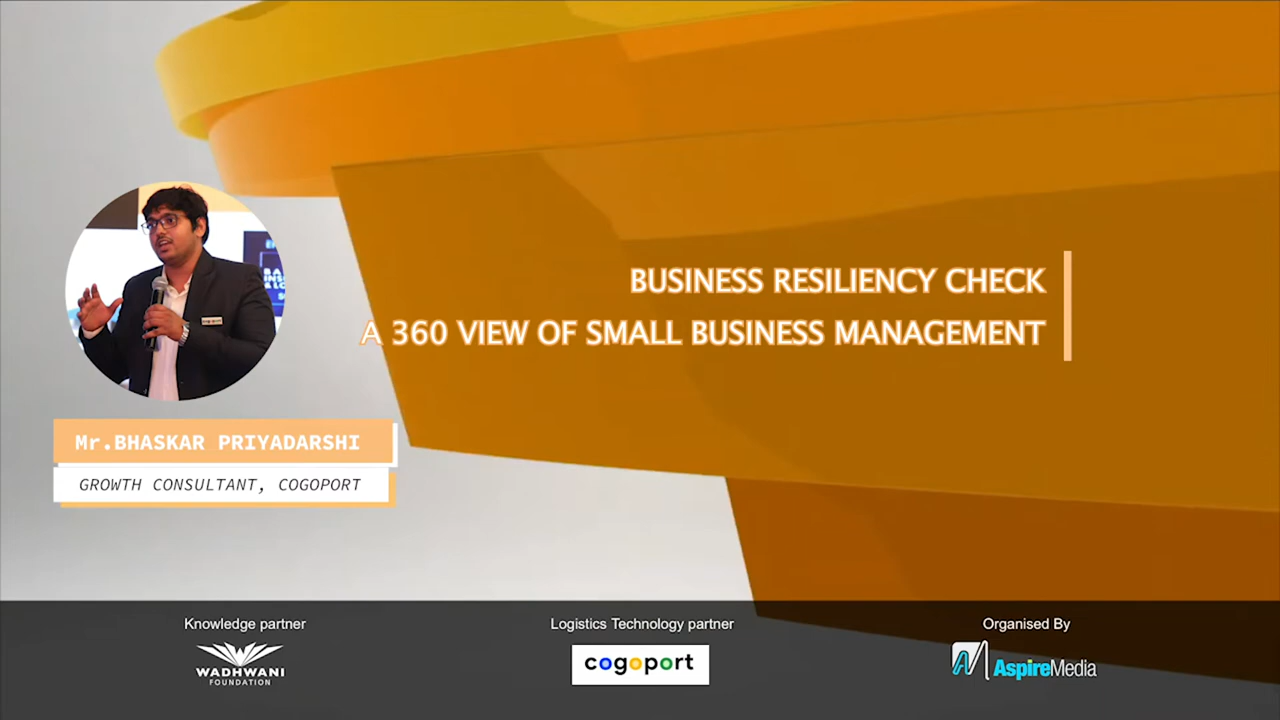 BUSINESS RESILIENCY CHECK
A 360 VIEW OF SMALL BUSINESS MANAGEMENT
Mr.BHASKAR PRIYADARSHI
GROWTH CONSULTANT, COGOPORT
Knowledge partner
WADHWANI
FOUNDATION
Logistics Technology partner
cogoport
Organised By
AspireMedia